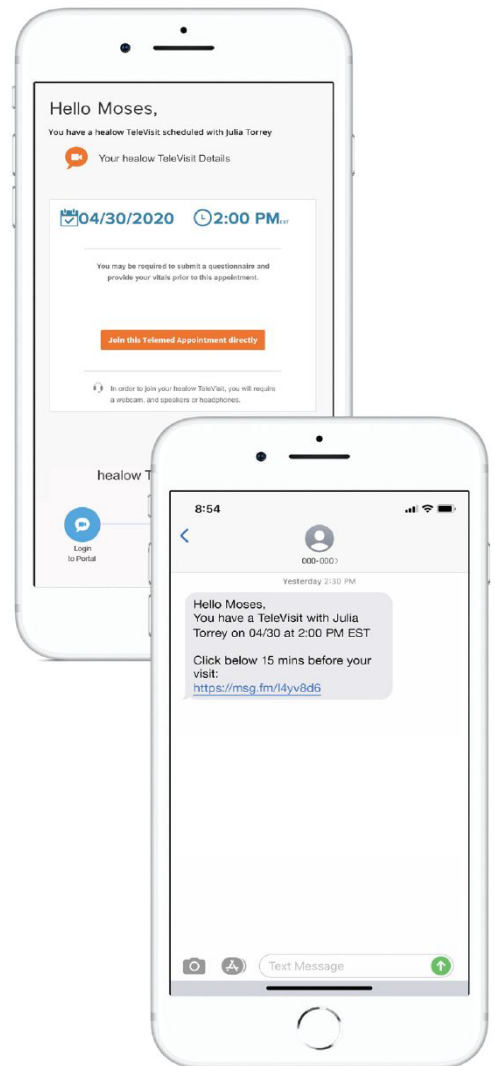 Hello Moses,
You have a healow TeleVisit scheduled with Julia Torrey
Your healow TeleVisit Details
04/30/2020 2:00 PM EST
You may be required to submit a questionnaire and
provide your vitals prior to this appointment.
Join this Telemed Appointment directly
In order to join your healow TeleVisit, you will require
a webcam, and speakers or headphones.
healow T
Login
to Portal
8:54
000-000
Yesterday 2:30 PM
Hello Moses,
You have a TeleVisit with Julia
Torrey on 04/30 at 2:00 PM EST
Click below 15 mins before your
visit:
https://msg.fm/l4yv8d6
Text Message